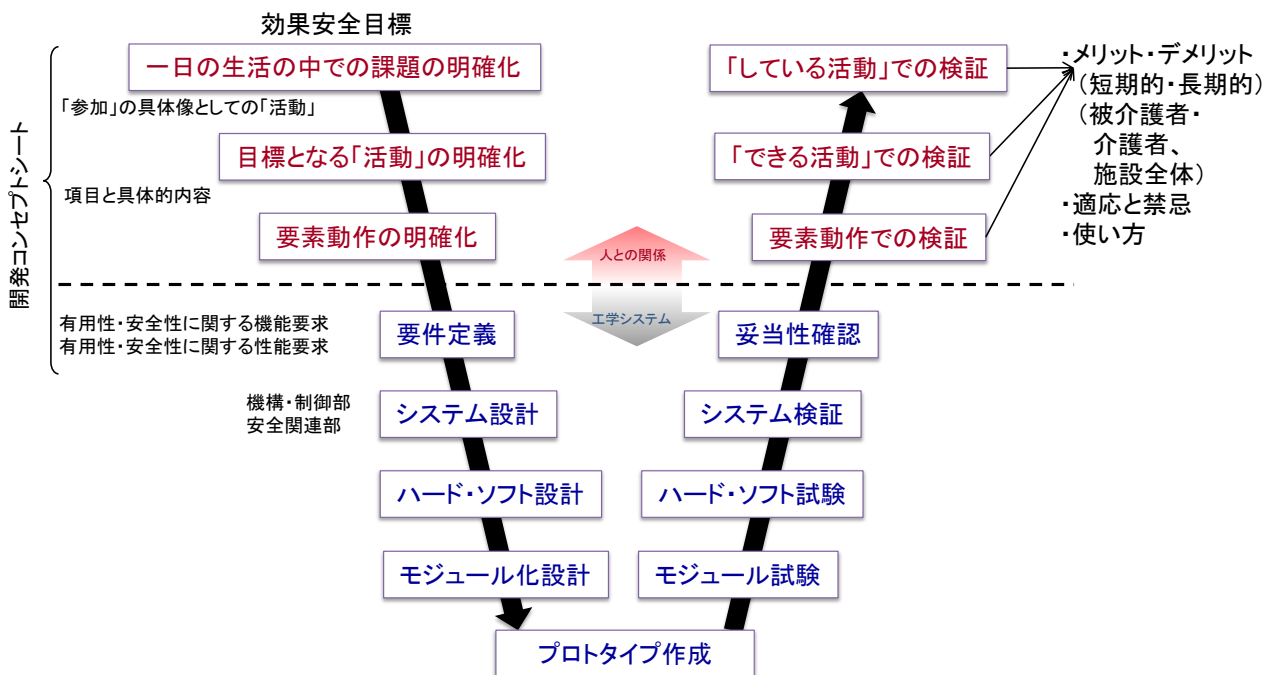 効果安全目標
一日の生活の中での課題の明確化
「参加」の具体像としての「活動」
目標となる「活動」の明確化
項目と具体的内容
要素動作の明確化
開発コンセプトシート
有用性・安全性に関する機能要求
有用性・安全性に関する性能要求
要件定義
機構・制御部
安全関連部
システム設計
ハード・ソフト設計
モジュール化設計
プロトタイプ作成
モジュール試験
ハード・ソフト試験
システム検証
妥当性確認
人との関係
工学システム
要素動作での検証
「できる活動」での検証
「している活動」での検証
・メリット・デメリット
（短期的・長期的）
（被介護者・
介護者、
施設全体）
・適応と禁忌
・使い方